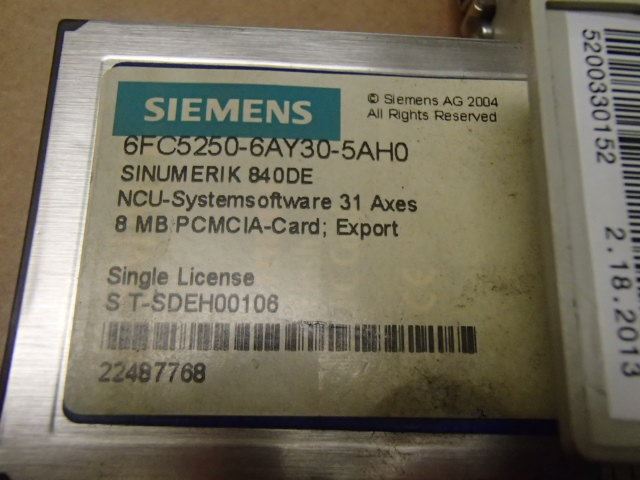 SIEMENS
© Siemens AG 2004
All Rights Reserved
6FC5250-6AY30-5AH0
SINUMERIK 840DE
NCU-Systemsoftware 31 Axes
8 MB PCMCIA-Card; Export
Single License
S T-SDEH00106
22487768
5200330152
2.18.2013